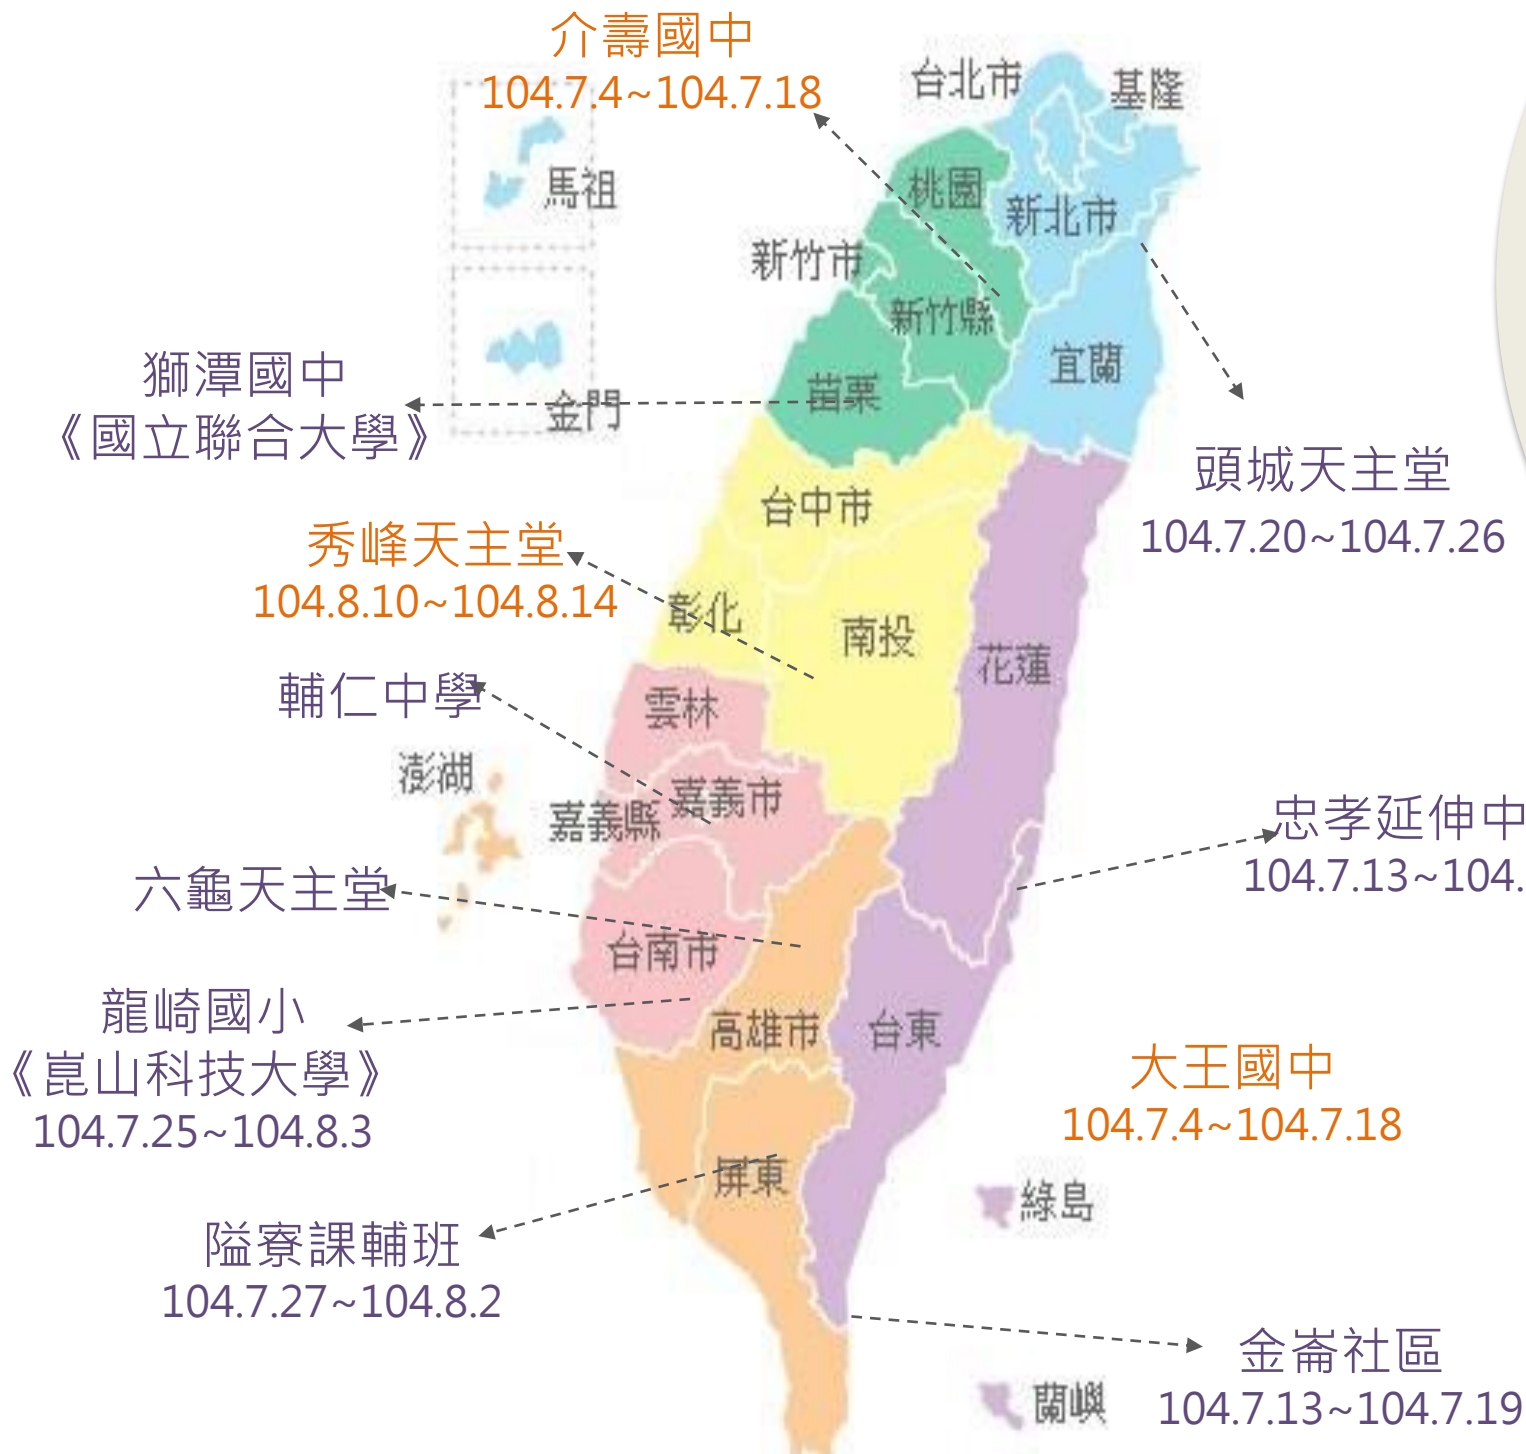 介壽國中
104.7.4~104.7.18
台北市
基隆
馬祖
桃園
新北市
新竹市
新竹縣
宜蘭
獅潭國中
《國立聯合大學》
金門
苗栗
頭城天主堂
104.7.20~104.7.26
台中市
秀峰天主堂
104.8.10~104.8.14
彰化
南投
花蓮
輔仁中學
雲林
澎湖
嘉義縣
嘉義市
忠孝延伸中
104.7.13~104.
六龜天主堂
台南市
龍崎國小
《崑山科技大學》
104.7.25~104.8.3
高雄市
台東
大王國中
104.7.4~104.7.18
屏東
綠島
隘寮課輔班
104.7.27~104.8.2
金崙社區
104.7.13~104.7.19
蘭嶼